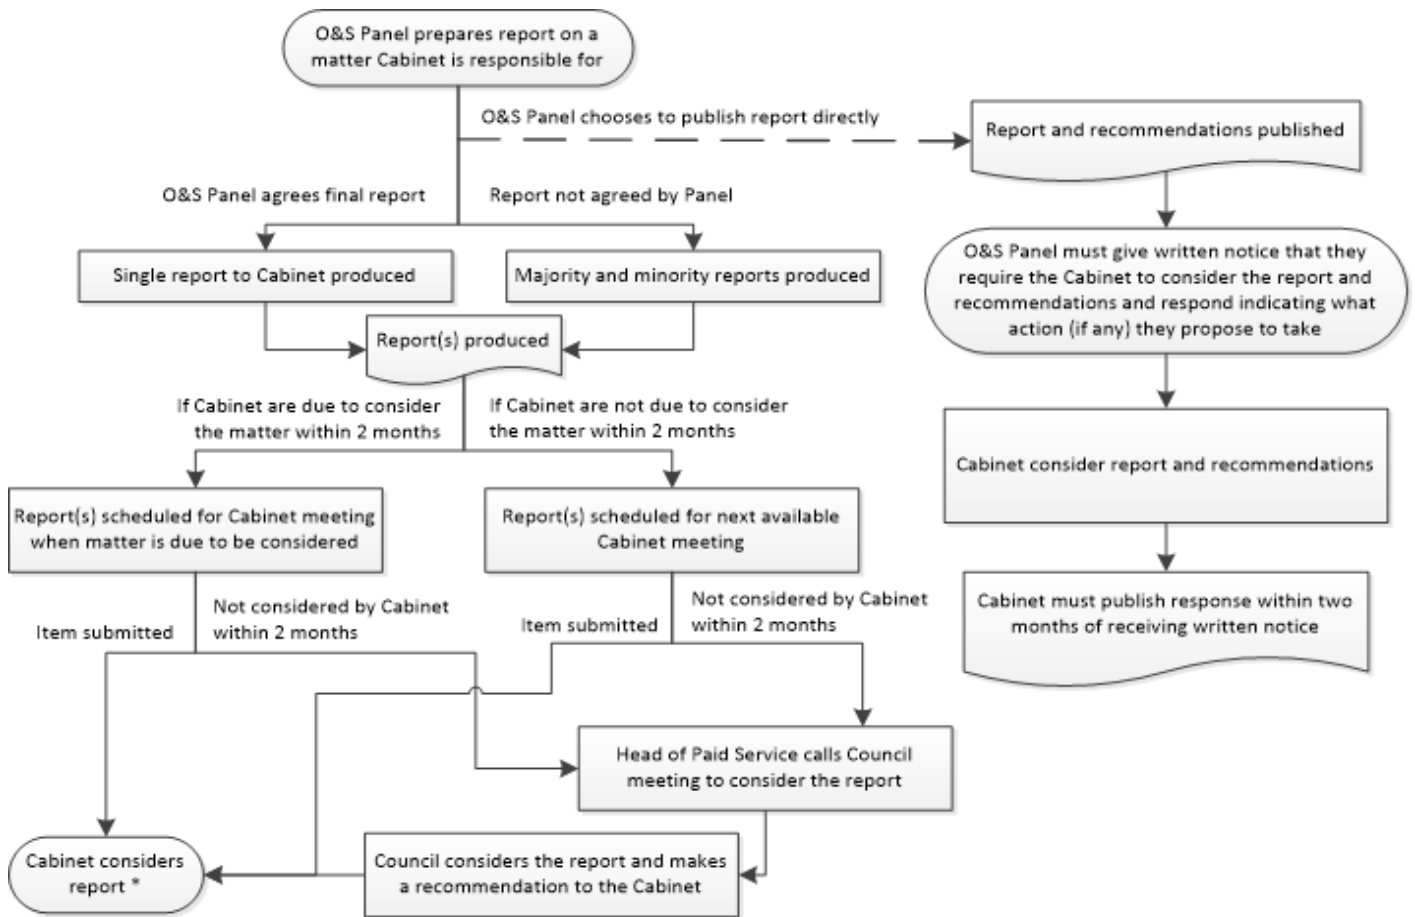 O&S Panel prepares report on a
matter Cabinet is responsible for
O&S Panel chooses to publish report directly
Report and recommendations published
O&S Panel agrees final report
Report not agreed by Panel
Single report to Cabinet produced
Majority and minority reports produced
O&S Panel must give written notice that they
require the Cabinet to consider the report and
recommendations and respond indicating what
action (if any) they propose to take
Report(s) produced
If Cabinet are due to consider
the matter within 2 months
If Cabinet are not due to consider
the matter within 2 months
Cabinet consider report and recommendations
Report(s) scheduled for Cabinet meeting
when matter is due to be considered
Report(s) scheduled for next available
Cabinet meeting
Item submitted
Not considered by Cabinet
within 2 months
Item submitted
Not considered by Cabinet
within 2 months
Cabinet must publish response within two
months of receiving written notice
Head of Paid Service calls Council
meeting to consider the report
Cabinet considers
report *
Council considers the report and makes
a recommendation to the Cabinet